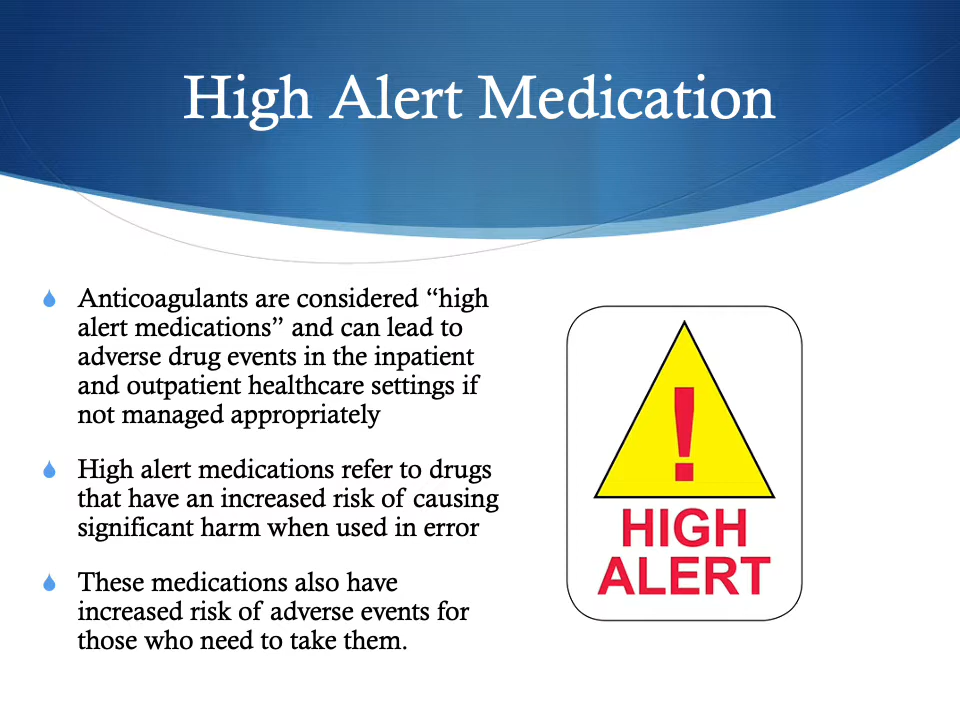 High Alert Medication
Anticoagulants are considered “high
alert medications” and can lead to
adverse drug events in the inpatient
and outpatient healthcare settings if
not managed appropriately
High alert medications refer to drugs
that have an increased risk of causing
significant harm when used in error
These medications also have
increased risk of adverse events for
those who need to take them.
!
HIGH
ALERT